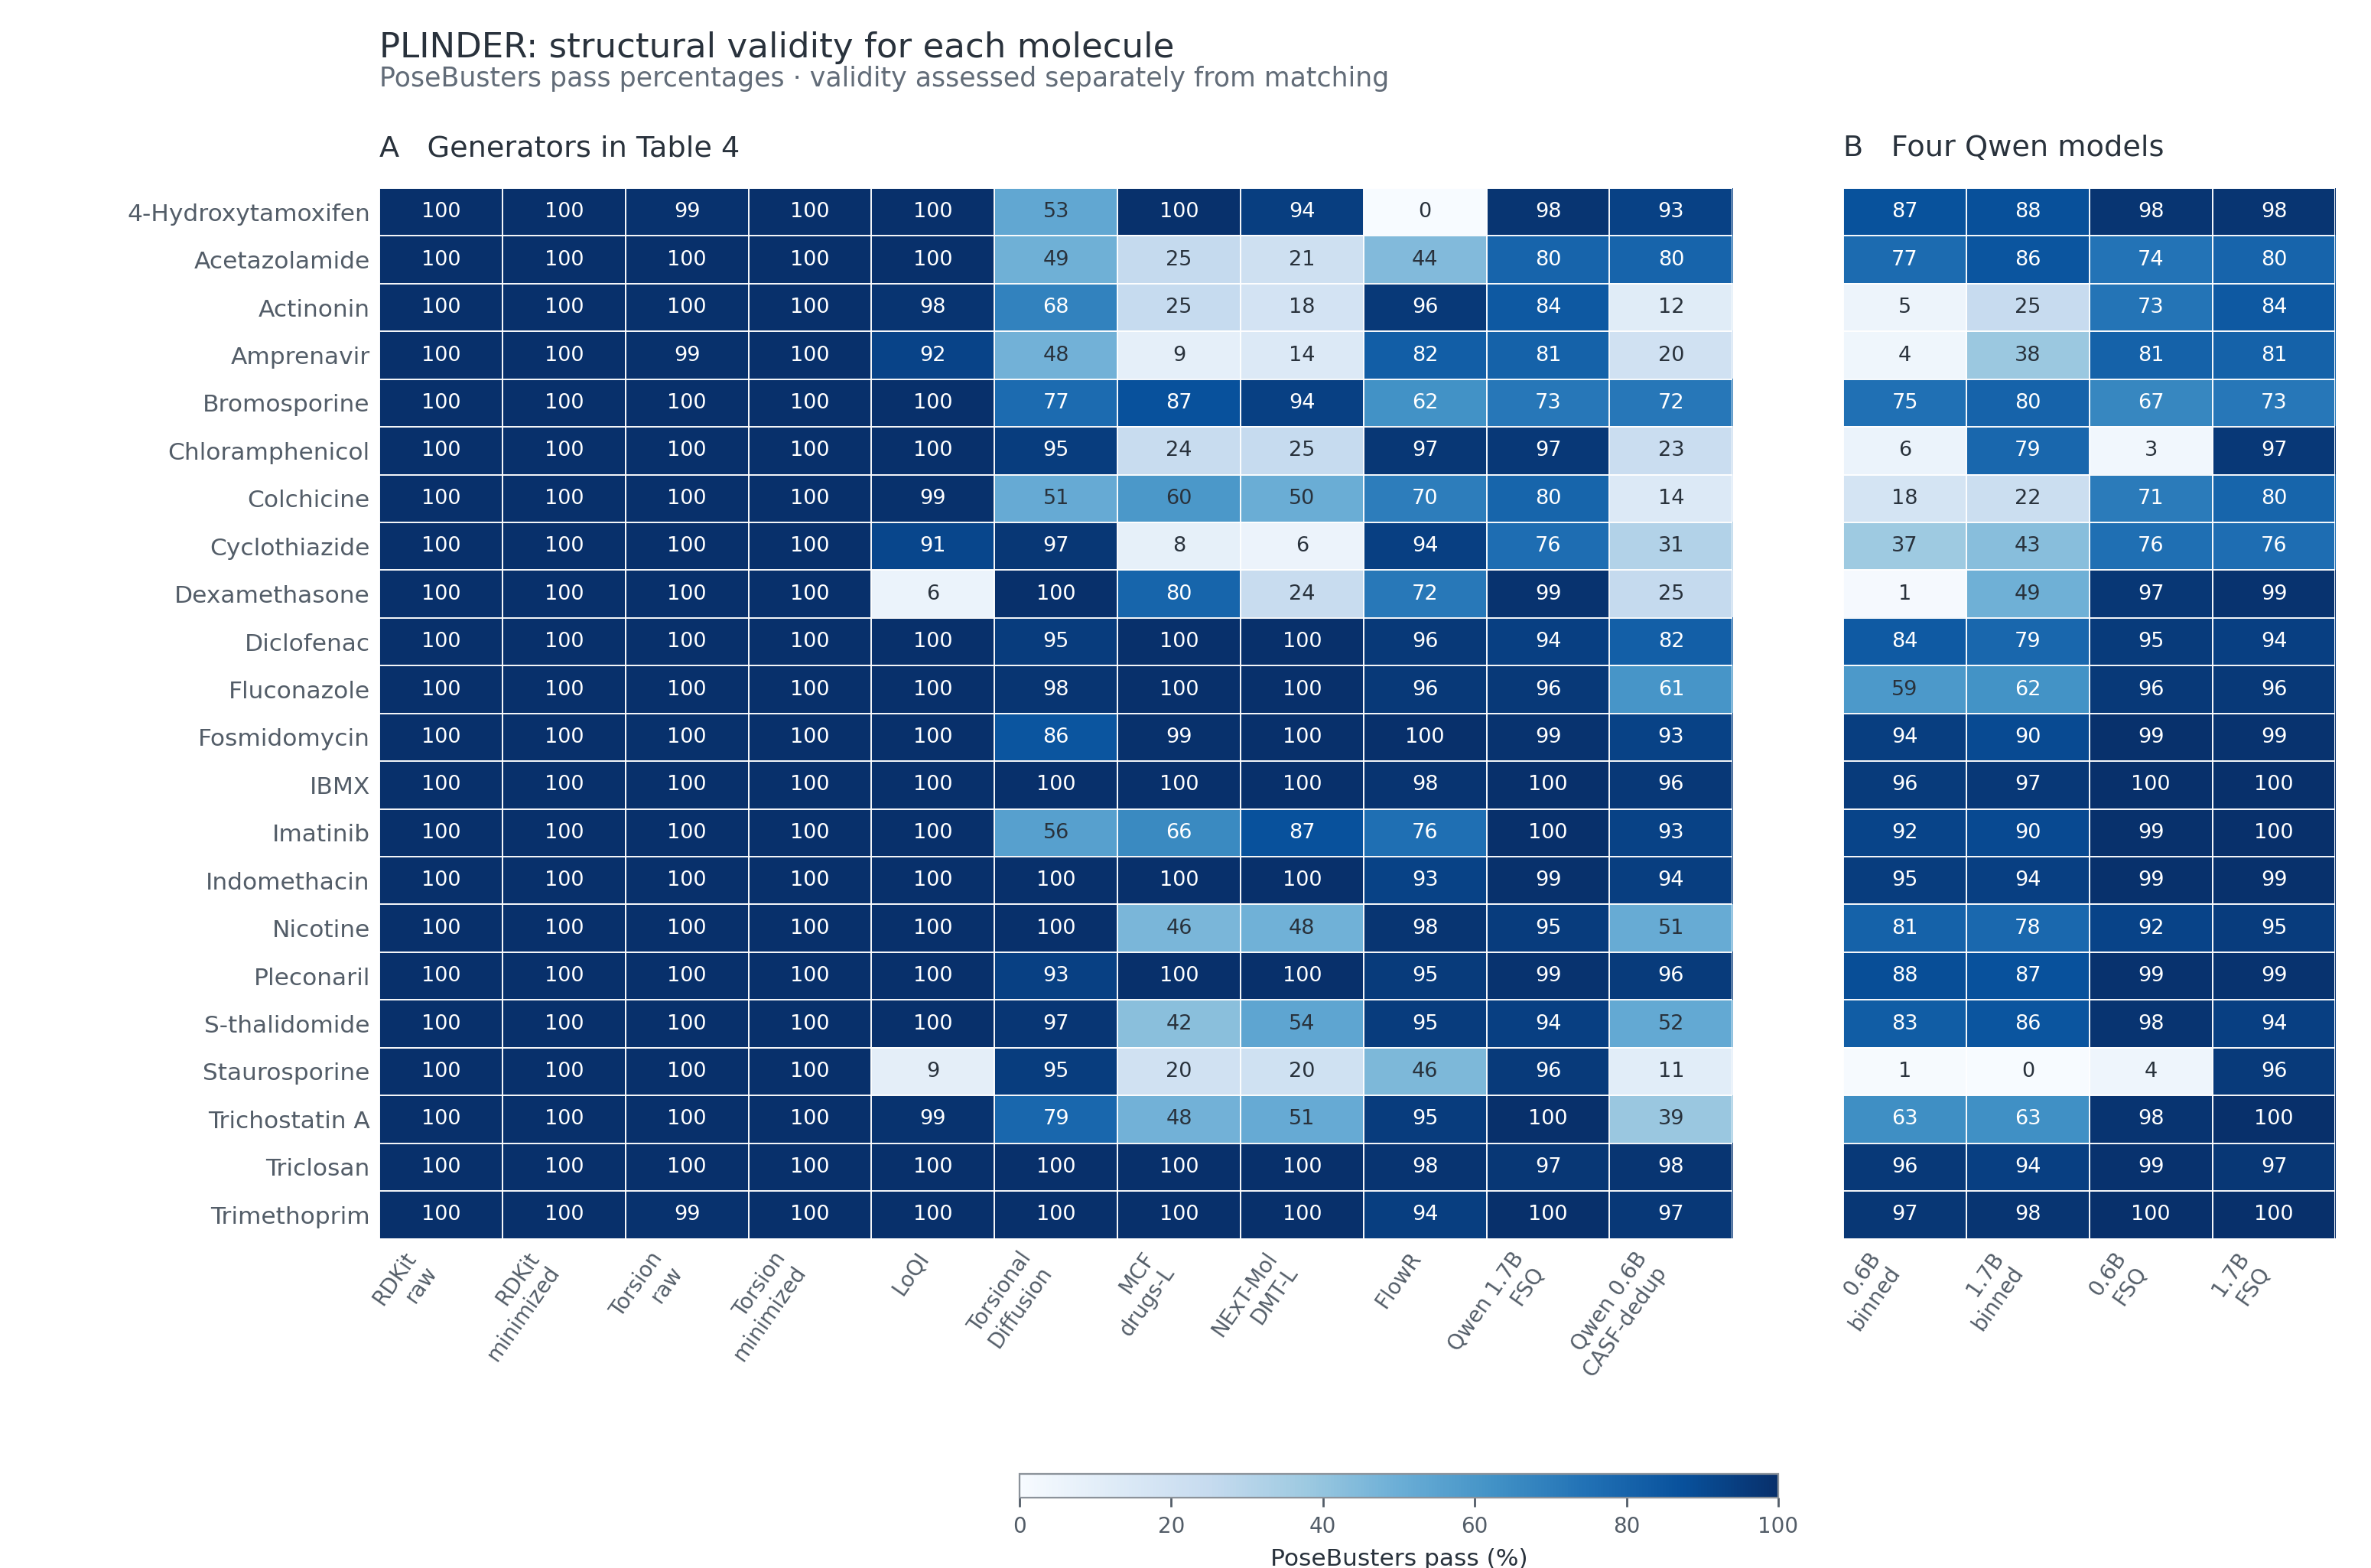 PLINDER: structural validity for each molecule
PoseBusters pass percentages · validity assessed separately from matching
A Generators in Table 4
B Four Qwen models
4-Hydroxytamoxifen 100 100 99 100 100 53 100 94 0 98 93 87 88 98 98
Acetazolamide 100 100 100 100 100 49 25 21 44 80 80 77 86 74 80
Actinonin 100 100 100 100 98 68 25 18 96 84 12 5 25 73 84
Amprenavir 100 100 99 100 92 48 9 14 82 81 20 4 38 81 81
Bromosporine 100 100 100 100 100 77 87 94 62 73 72 75 80 67 73
Chloramphenicol 100 100 100 100 100 95 24 25 97 97 23 6 79 3 97
Colchicine 100 100 100 100 99 51 60 50 70 80 14 18 22 71 80
Cyclothiazide 100 100 100 100 91 97 8 6 94 76 31 37 43 76 76
Dexamethasone 100 100 100 100 6 100 80 24 72 99 25 1 49 97 99
Diclofenac 100 100 100 100 100 95 100 100 96 94 82 84 79 95 94
Fluconazole 100 100 100 100 100 98 100 100 96 96 61 59 62 96 96
Fosmidomycin 100 100 100 100 100 86 99 100 100 99 93 94 90 99 99
IBMX 100 100 100 100 100 100 100 100 98 100 96 96 97 100 100
Imatinib 100 100 100 100 100 56 66 87 76 100 93 92 90 99 100
Indomethacin 100 100 100 100 100 100 100 100 93 99 94 95 94 99 99
Nicotine 100 100 100 100 100 100 46 48 98 95 51 81 78 92 95
Pleconaril 100 100 100 100 100 93 100 100 95 99 96 88 87 99 99
S-thalidomide 100 100 100 100 100 97 42 54 95 94 52 83 86 98 94
Staurosporine 100 100 100 100 9 95 20 20 46 96 11 1 0 4 96
Trichostatin A 100 100 100 100 99 79 48 51 95 100 39 63 63 98 100
Triclosan 100 100 100 100 100 100 100 100 98 97 98 96 94 99 97
Trimethoprim 100 100 99 100 100 100 100 100 94 100 97 97 98 100 100
RDKit
raw
RDKit
minimized
Torsion
raw
Torsion
minimized
LoQI
Torsional
Diffusion
MCF
drugs-L
NExT-Mol
DMT-L
FlowR
Qwen 1.7B
FSQ
Qwen 0.6B
CASF-dedup
0.6B
binned
1.7B
binned
0.6B
FSQ
1.7B
FSQ
0 20 40 60 80 100
PoseBusters pass (%)